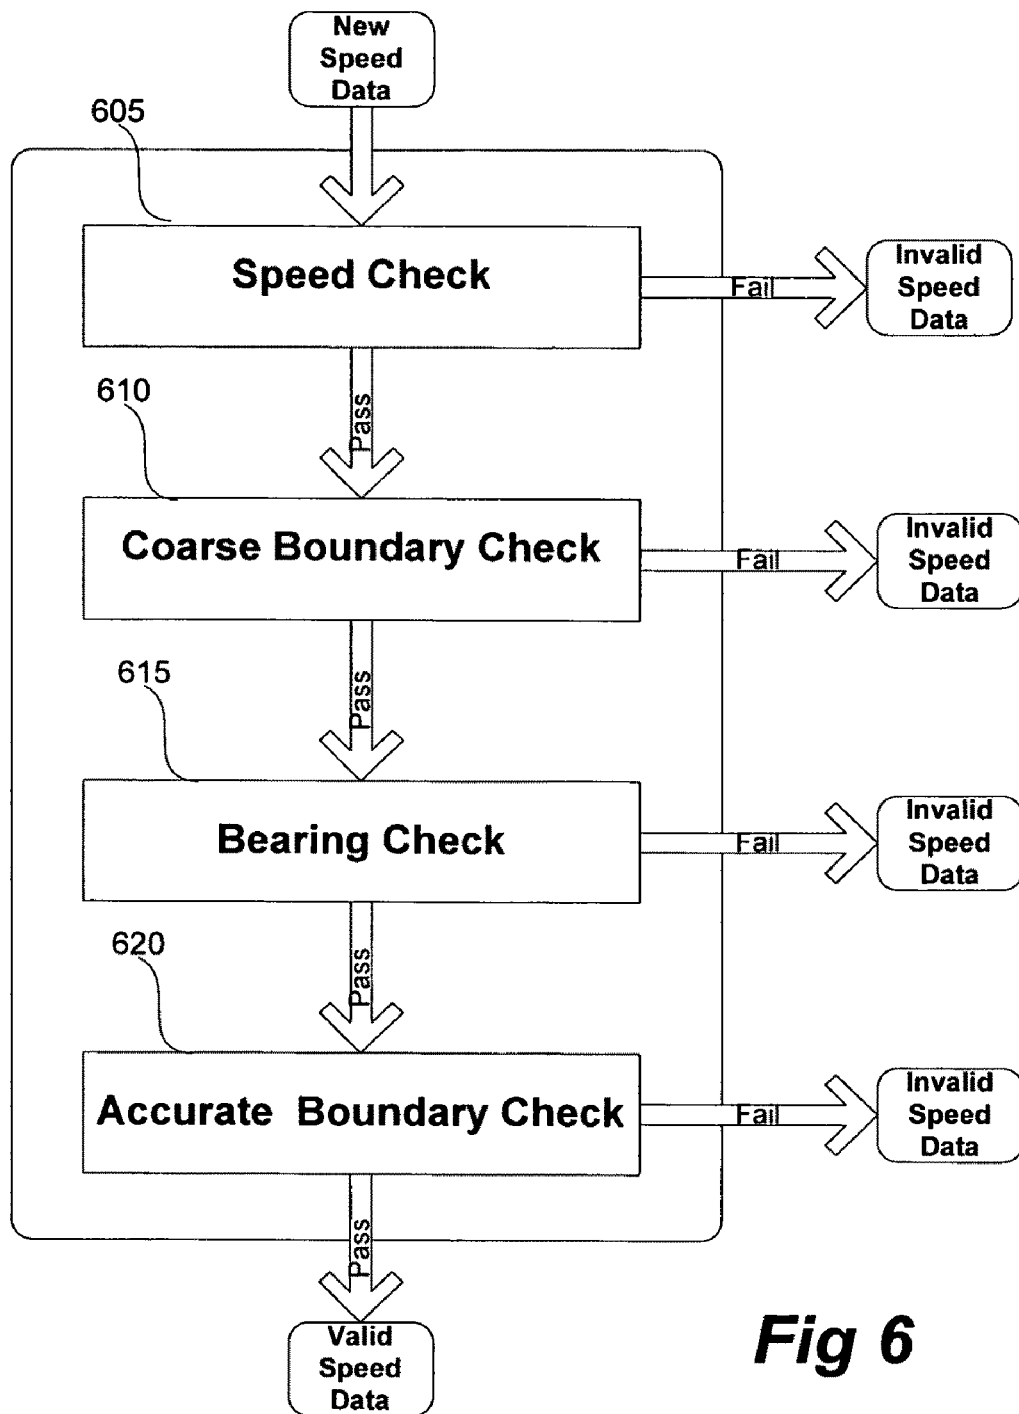 New
Speed
Data
605
Speed Check
Fail
Invalid
Speed
Data
Pass
610
Coarse Boundary Check
Fail
Invalid
Speed
Data
Pass
615
Bearing Check
Fail
Invalid
Speed
Data
Pass
620
Accurate Boundary Check
Fail
Invalid
Speed
Data
Pass
Valid
Speed
Data
Fig 6